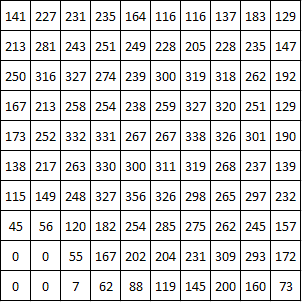 141 227 231 235 164 116 116 137 183 129
213 281 243 251 249 228 205 228 235 147
250 316 327 274 239 300 319 318 262 192
167 213 258 254 238 259 327 320 251 129
173 252 332 331 267 267 338 326 301 190
138 217 263 330 300 311 319 268 237 139
115 149 248 327 356 326 298 265 297 232
45 56 120 182 254 285 275 262 245 157
0 0 55 167 202 204 231 309 293 172
0 0 7 62 88 119 145 200 160 73